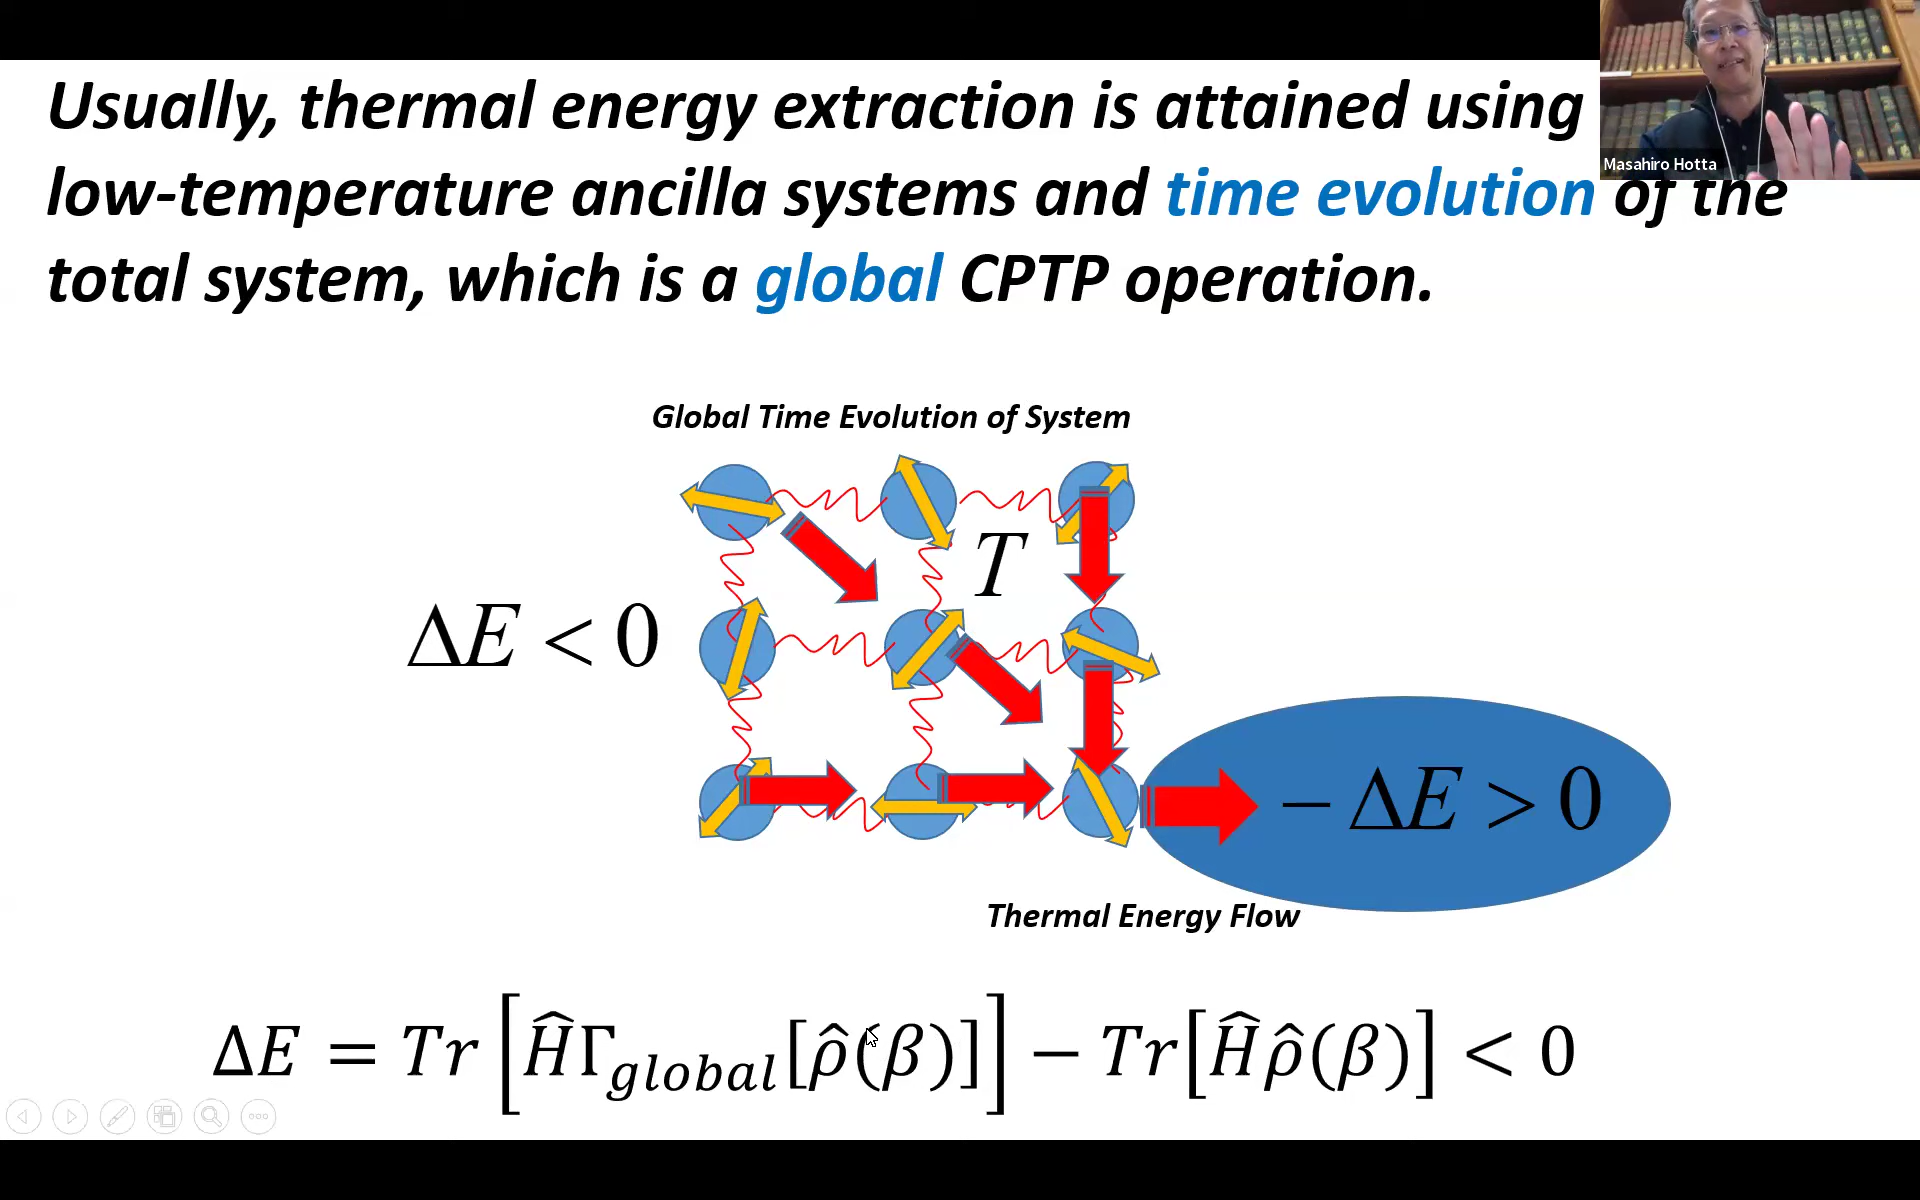 Usually, thermal energy extraction is attained using
low-temperature ancilla systems and time evolution of the
total system, which is a global CPTP operation.
Masahiro Hotta
Global Time Evolution of System
T
ΔE < 0
− ΔE > 0
Thermal Energy Flow
ΔE = Tr[ĤΓ_global[ρ̂(β)]] − Tr[Ĥρ̂(β)] < 0